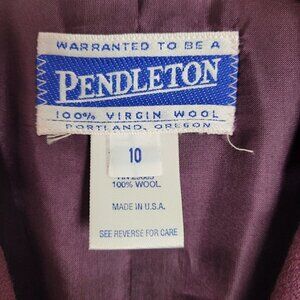 WARRANTED TO BE A
PENDLETON
100% VIRGIN WOOL
PORTLAND, OREGON
10
100% WOOL
MADE IN U.S.A.
SEE REVERSE FOR CARE